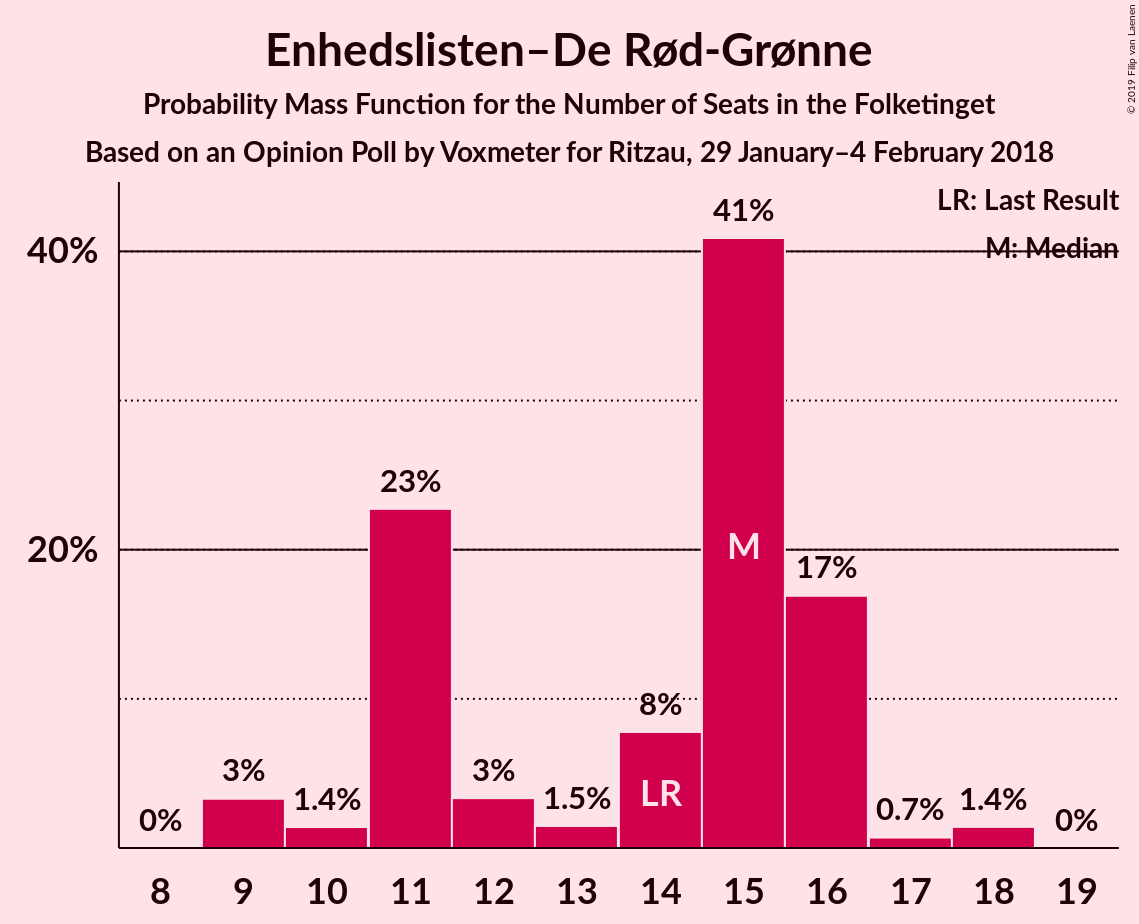 Enhedslisten–De Rød-Grønne
Probability Mass Function for the Number of Seats in the Folketinget
Based on an Opinion Poll by Voxmeter for Ritzau, 29 January–4 February 2018
© 2019 Filip van Laenen
LR: Last Result
M: Median
40%
20%
0%
3%
1.4%
23%
3%
1.5%
8%
41%
17%
0.7%
1.4%
0%
LR
M
8 9 10 11 12 13 14 15 16 17 18 19